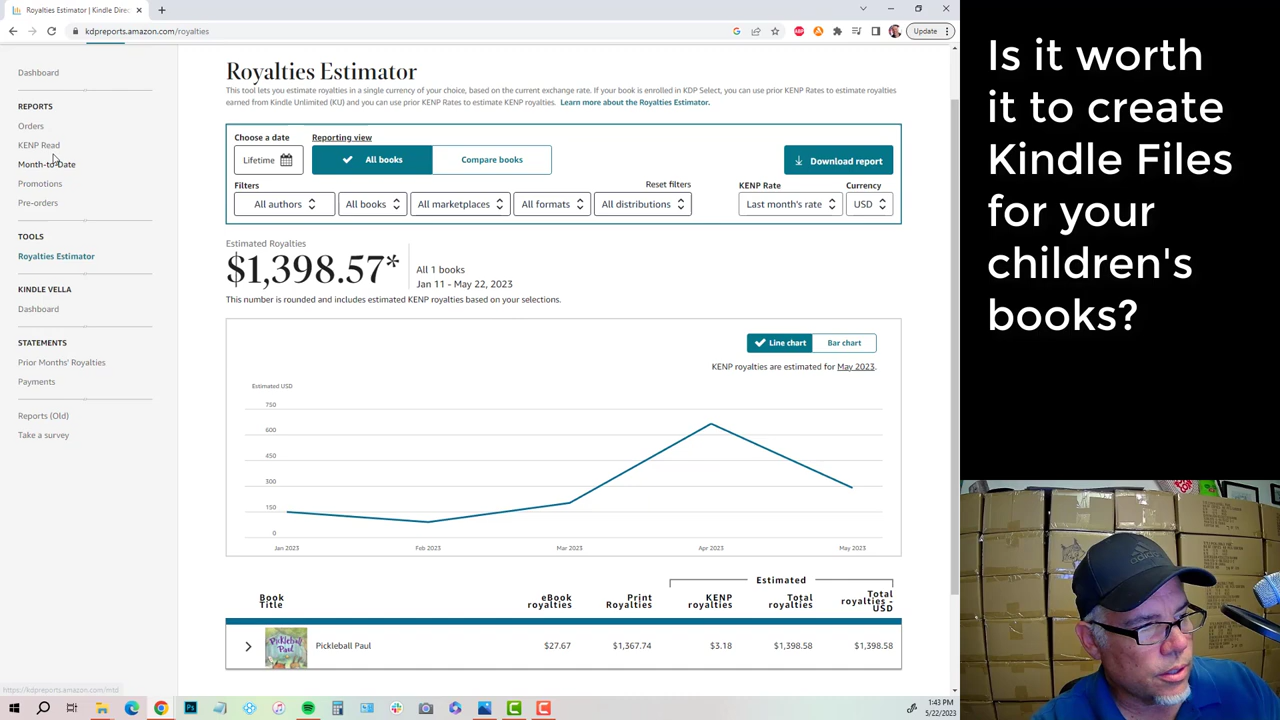 Royalties Estimator | Kindle Direc
kdpreports.amazon.com/royalties
Update
Dashboard
REPORTS
Orders
KENP Read
Month-to-Date
Promotions
Pre-orders
TOOLS
Royalties Estimator
KINDLE VELLA
Dashboard
STATEMENTS
Prior Months' Royalties
Payments
Reports (Old)
Take a survey
https://kdpreports.amazon.com/mtd
Royalties Estimator
This tool lets you estimate royalties in a single currency of your choice, based on the current exchange rate. If your book is enrolled in KDP Select, you can use prior KENP Rates to estimate royalties
earned from Kindle Unlimited (KU) and you can use prior KENP Rates to estimate KENP royalties. Learn more about the Royalties Estimator.
Choose a date Reporting view
Lifetime All books Compare books Download report
Filters Reset filters KENP Rate Currency
All authors All books All marketplaces All formats All distributions Last month's rate USD
Estimated Royalties
$1,398.57*
All 1 books
Jan 11 - May 22, 2023
This number is rounded and includes estimated KENP royalties based on your selections.
Line chart Bar chart
KENP royalties are estimated for May 2023.
Estimated USD
750
600
450
300
150
0
Jan 2023 Feb 2023 Mar 2023 Apr 2023 May 2023
Estimated
Book Title eBook royalties Print Royalties KENP royalties Total royalties Total royalties - USD
Pickleball Paul Pickleball Paul $27.67 $1,367.74 $3.18 $1,398.58 $1,398.58
Is it worth
it to create
Kindle Files
for your
children's
books?
adidas
1:43 PM
5/22/2023